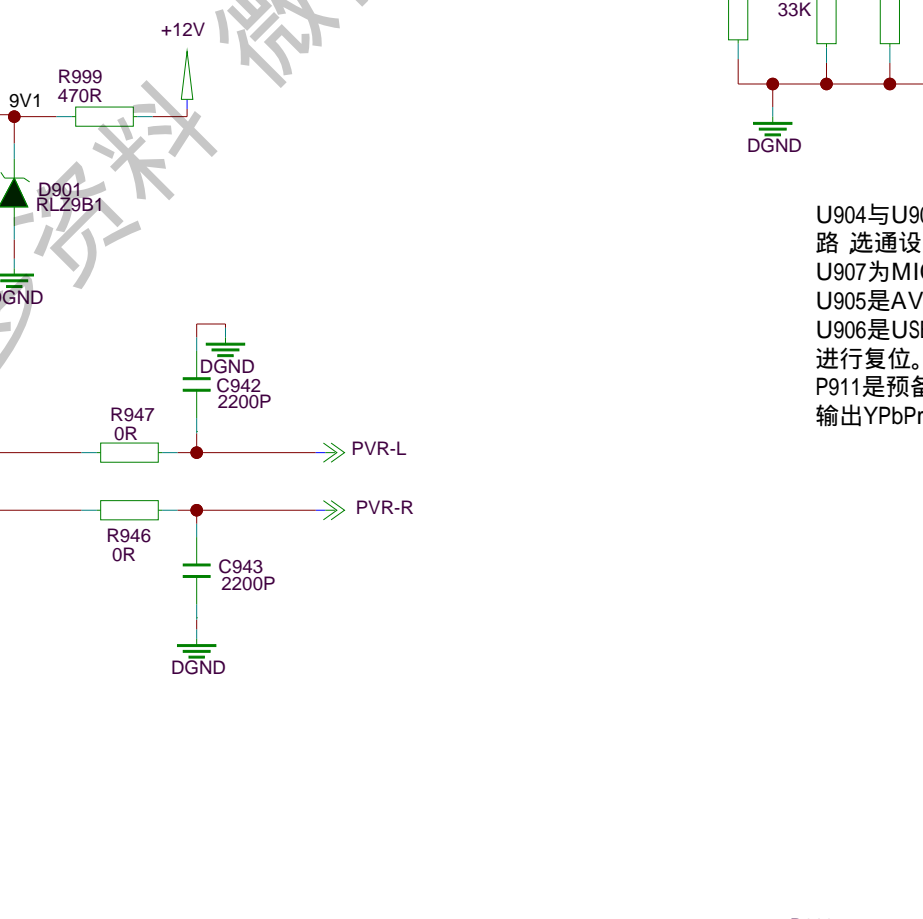 +12V
33K
R999
470R
9V1
DGND
D901
RLZ9B1
资料 微
DGND
DGND
C942
2200P
R947
0R
PVR-L
PVR-R
R946
0R
C943
2200P
DGND
U904与U90
路 选通设
U907为MI
U905是AV
U906是US
进行复位。
P911是预备
输出YPbPr